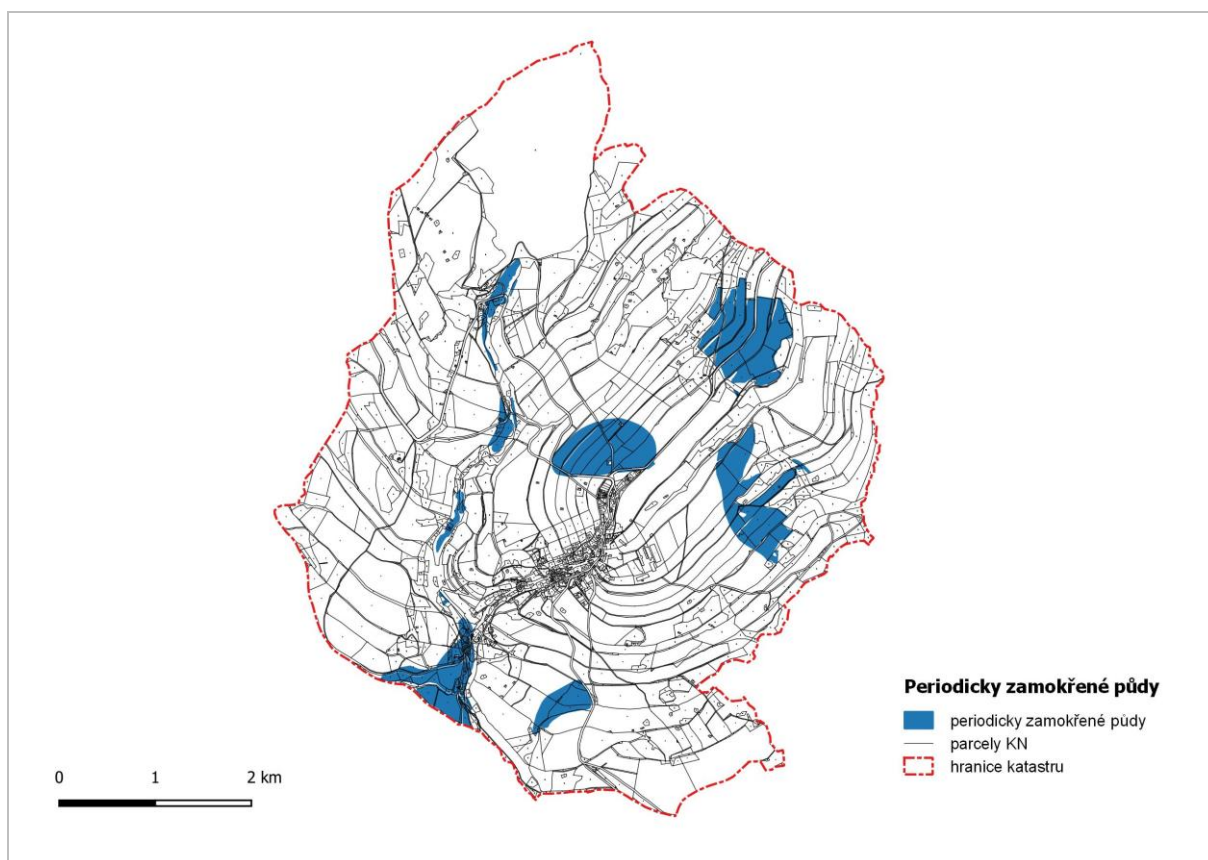 Periodicky zamokřené půdy
periodicky zamokřené půdy
parcely KN
hranice katastru
0 1 2 km